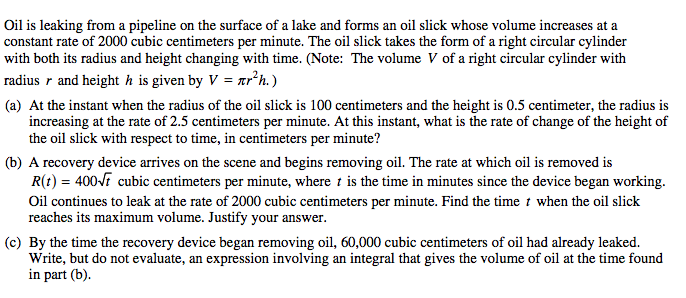 Oil is leaking from a pipeline on the surface of a lake and forms an oil slick whose volume increases at a
constant rate of 2000 cubic centimeters per minute. The oil slick takes the form of a right circular cylinder
with both its radius and height changing with time. (Note: The volume V of a right circular cylinder with
radius r and height h is given by V = πr²h.)
(a) At the instant when the radius of the oil slick is 100 centimeters and the height is 0.5 centimeter, the radius is
increasing at the rate of 2.5 centimeters per minute. At this instant, what is the rate of change of the height of
the oil slick with respect to time, in centimeters per minute?
(b) A recovery device arrives on the scene and begins removing oil. The rate at which oil is removed is
R(t) = 400√t cubic centimeters per minute, where t is the time in minutes since the device began working.
Oil continues to leak at the rate of 2000 cubic centimeters per minute. Find the time t when the oil slick
reaches its maximum volume. Justify your answer.
(c) By the time the recovery device began removing oil, 60,000 cubic centimeters of oil had already leaked.
Write, but do not evaluate, an expression involving an integral that gives the volume of oil at the time found
in part (b).